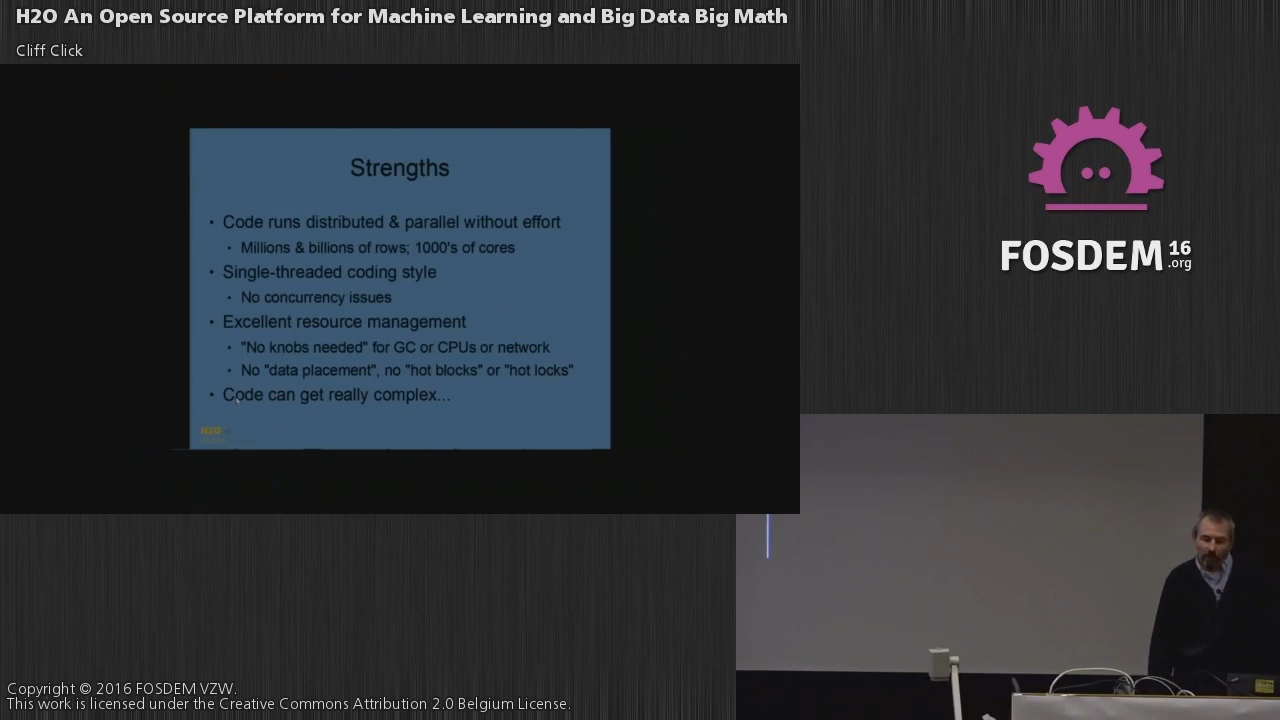 H2O An Open Source Platform for Machine Learning and Big Data Big Math
Cliff Click
Strengths
• Code runs distributed & parallel without effort
• Millions & billions of rows; 1000's of cores
• Single-threaded coding style
• No concurrency issues
• Excellent resource management
• "No knobs needed" for GC or CPUs or network
• No "data placement", no "hot blocks" or "hot locks"
• Code can get really complex...
H2O
FOSDEM 16
.org
Copyright © 2016 FOSDEM VZW.
This work is licensed under the Creative Commons Attribution 2.0 Belgium License.